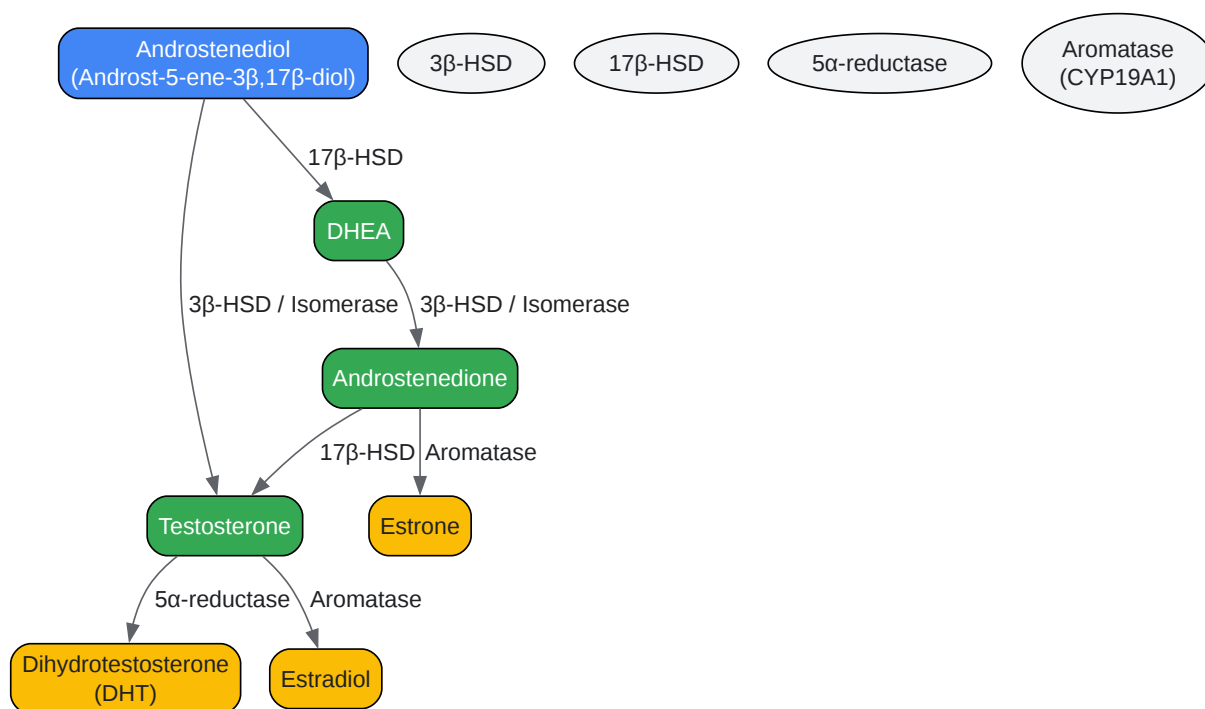 Androstenediol
(Androst-5-ene-3β,17β-diol)
3β-HSD
17β-HSD
5α-reductase
Aromatase
(CYP19A1)
17β-HSD
DHEA
3β-HSD / Isomerase
3β-HSD / Isomerase
Androstenedione
17β-HSD
Aromatase
Testosterone
Estrone
5α-reductase
Aromatase
Dihydrotestosterone
(DHT)
Estradiol